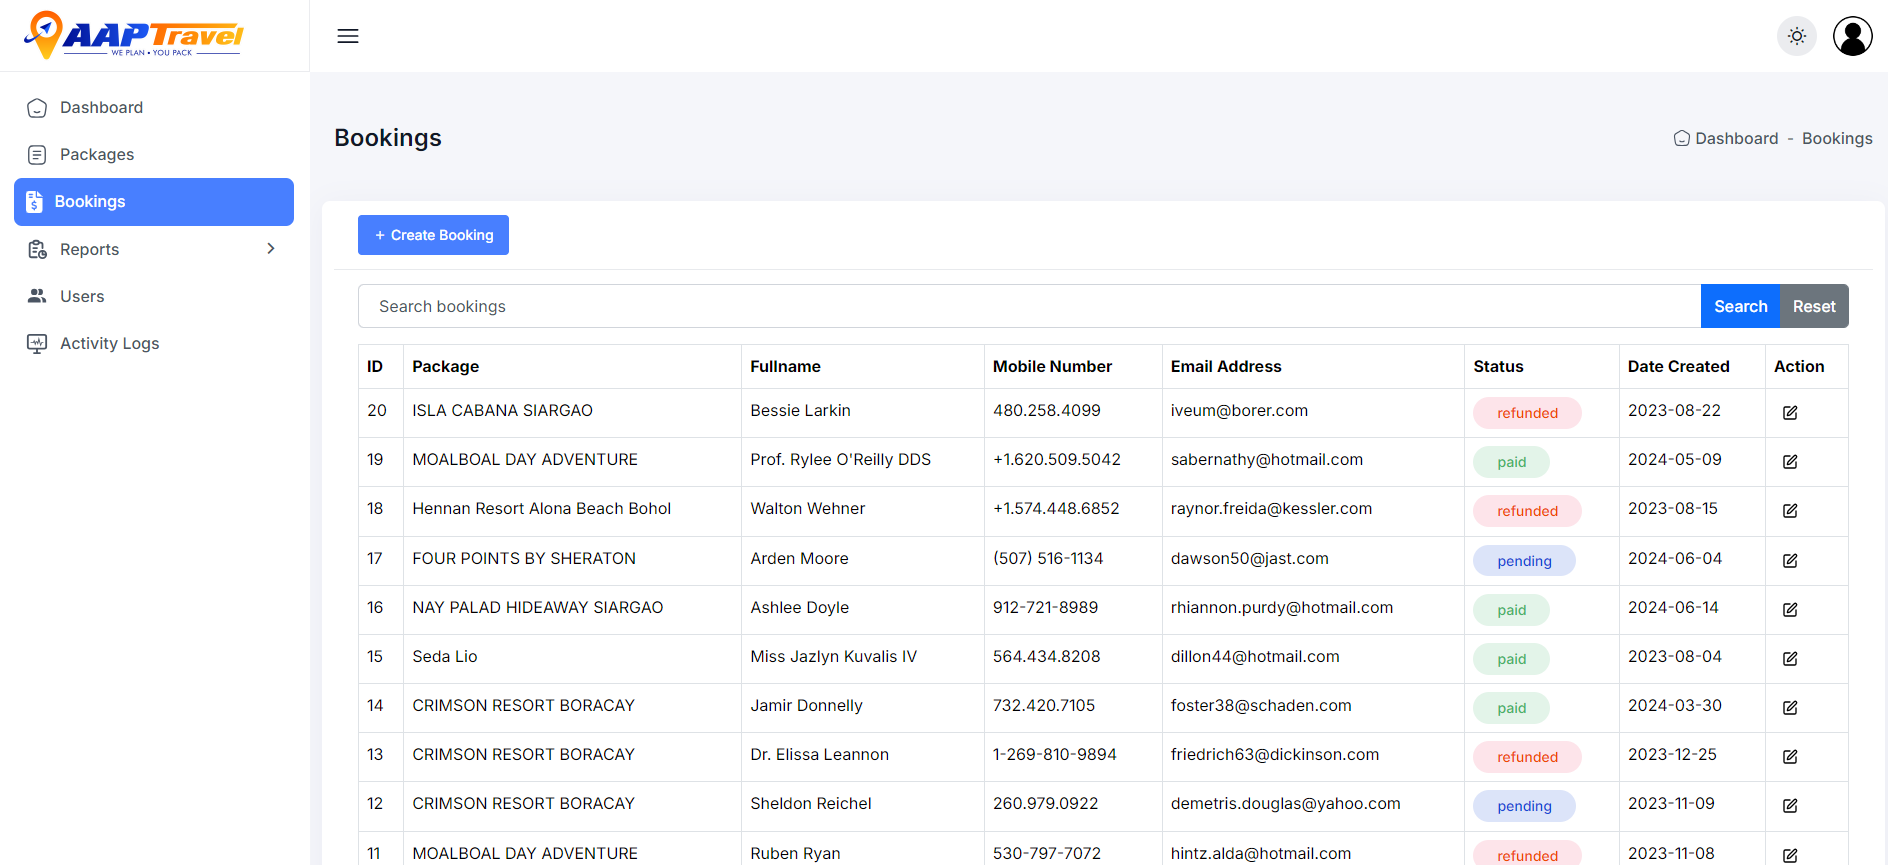 AAPTravel
WE PLAN • YOU PACK
Dashboard
Packages
Bookings
Reports
Users
Activity Logs
Bookings
Dashboard - Bookings
+ Create Booking
Search bookings
Search
Reset
ID Package Fullname Mobile Number Email Address Status Date Created Action
20 ISLA CABANA SIARGAO Bessie Larkin 480.258.4099 iveum@borer.com refunded 2023-08-22
19 MOALBOAL DAY ADVENTURE Prof. Rylee O'Reilly DDS +1.620.509.5042 sabernathy@hotmail.com paid 2024-05-09
18 Hennan Resort Alona Beach Bohol Walton Wehner +1.574.448.6852 raynor.freida@kessler.com refunded 2023-08-15
17 FOUR POINTS BY SHERATON Arden Moore (507) 516-1134 dawson50@jast.com pending 2024-06-04
16 NAY PALAD HIDEAWAY SIARGAO Ashlee Doyle 912-721-8989 rhiannon.purdy@hotmail.com paid 2024-06-14
15 Seda Lio Miss Jazlyn Kuvalis IV 564.434.8208 dillon44@hotmail.com paid 2023-08-04
14 CRIMSON RESORT BORACAY Jamir Donnelly 732.420.7105 foster38@schaden.com paid 2024-03-30
13 CRIMSON RESORT BORACAY Dr. Elissa Leannon 1-269-810-9894 friedrich63@dickinson.com refunded 2023-12-25
12 CRIMSON RESORT BORACAY Sheldon Reichel 260.979.0922 demetris.douglas@yahoo.com pending 2023-11-09
11 MOALBOAL DAY ADVENTURE Ruben Ryan 530-797-7072 hintz.alda@hotmail.com refunded 2023-11-08